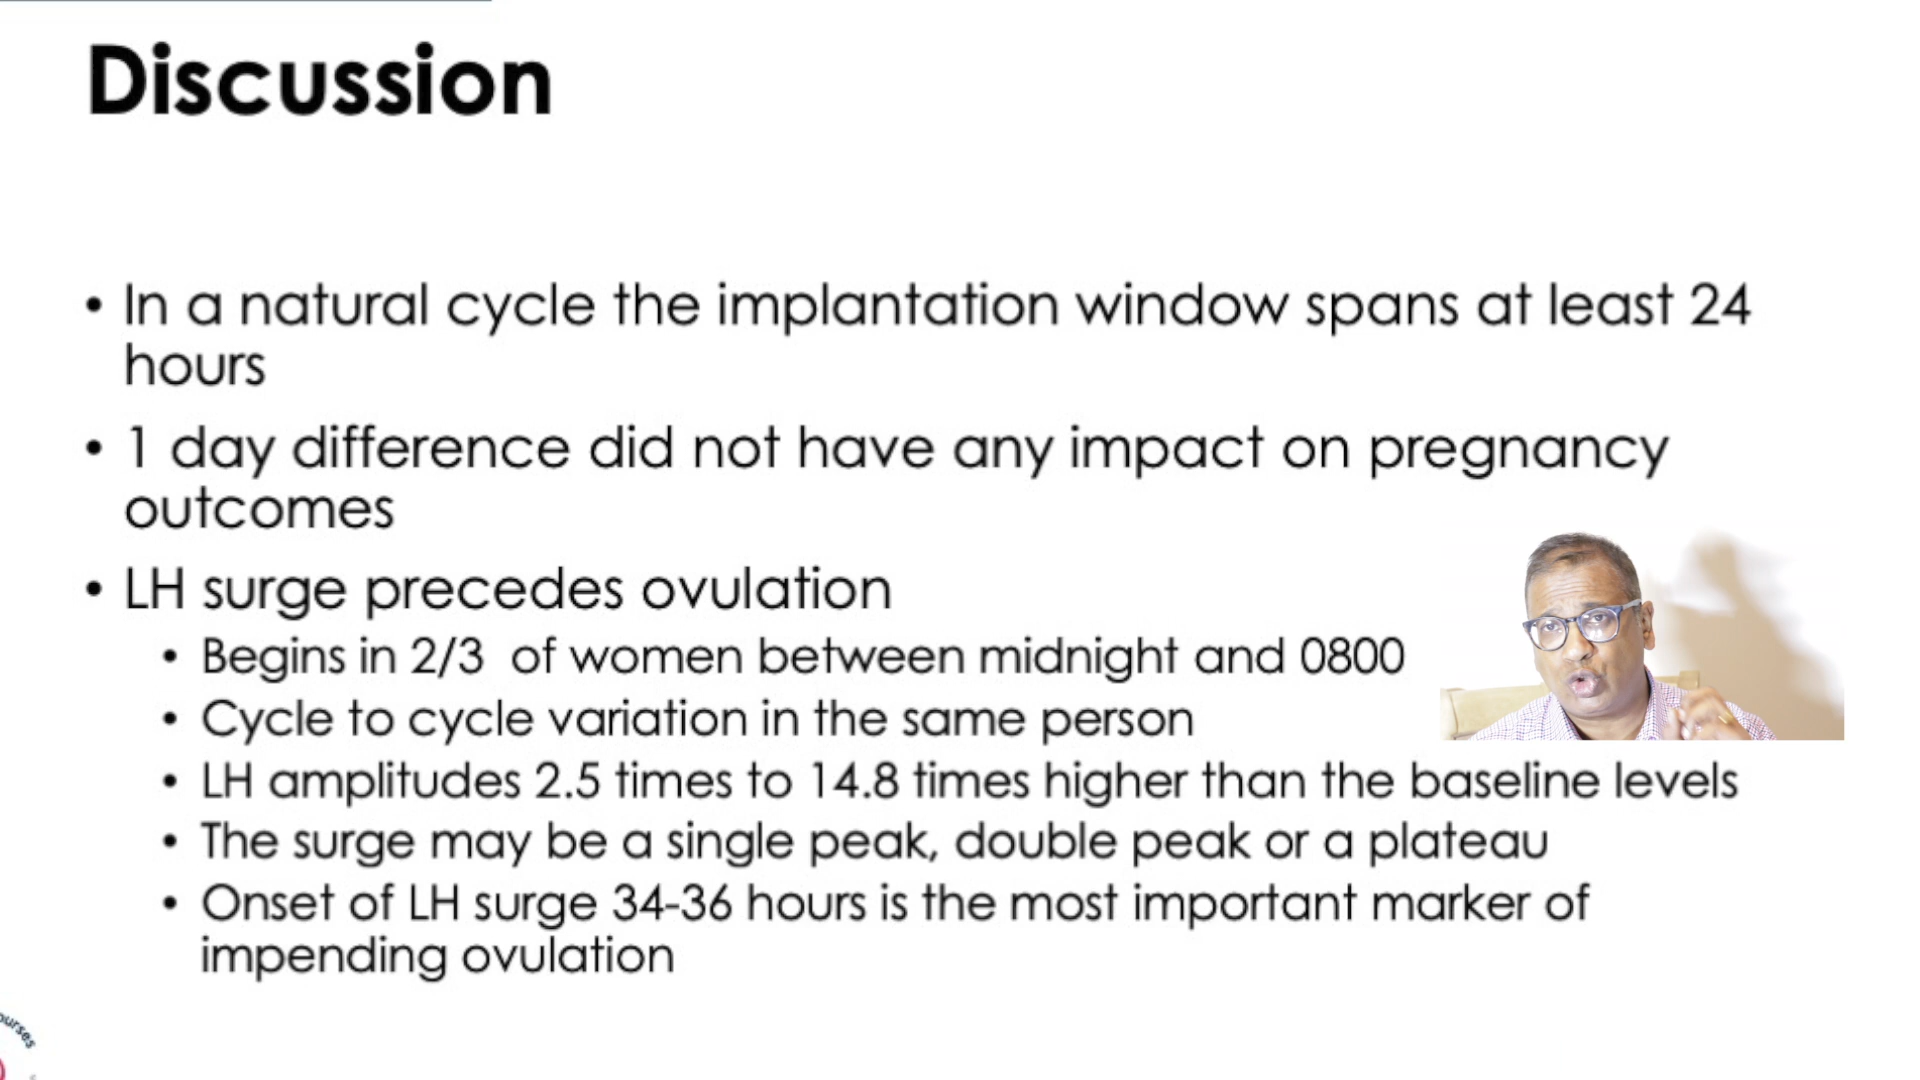 Discussion
• In a natural cycle the implantation window spans at least 24
hours
• 1 day difference did not have any impact on pregnancy
outcomes
• LH surge precedes ovulation
• Begins in 2/3 of women between midnight and 0800
• Cycle to cycle variation in the same person
• LH amplitudes 2.5 times to 14.8 times higher than the baseline levels
• The surge may be a single peak, double peak or a plateau
• Onset of LH surge 34-36 hours is the most important marker of
impending ovulation